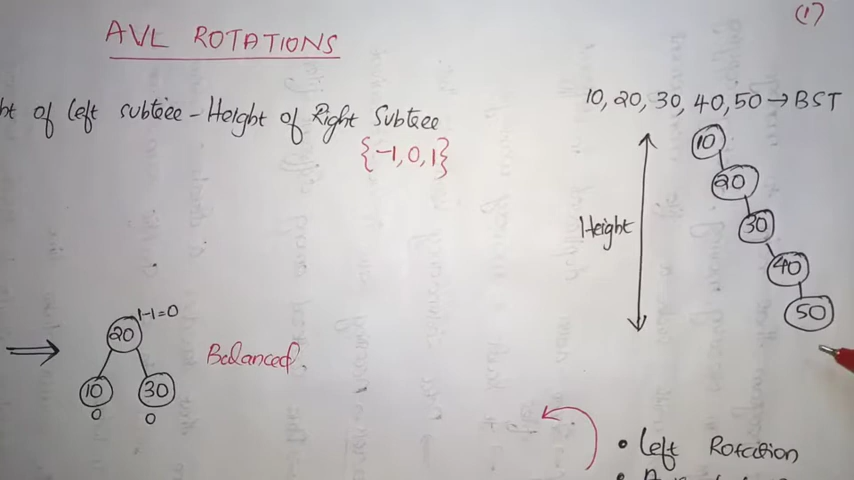 (1)
AVL ROTATIONS
ht of left subtree - Height of Right Subtree
{-1, 0, 1}
10, 20, 30, 40, 50 → BST
10
20
30
40
50
Height
1-1=0
20
10
30
0
0
Balanced.
• Left Rotation